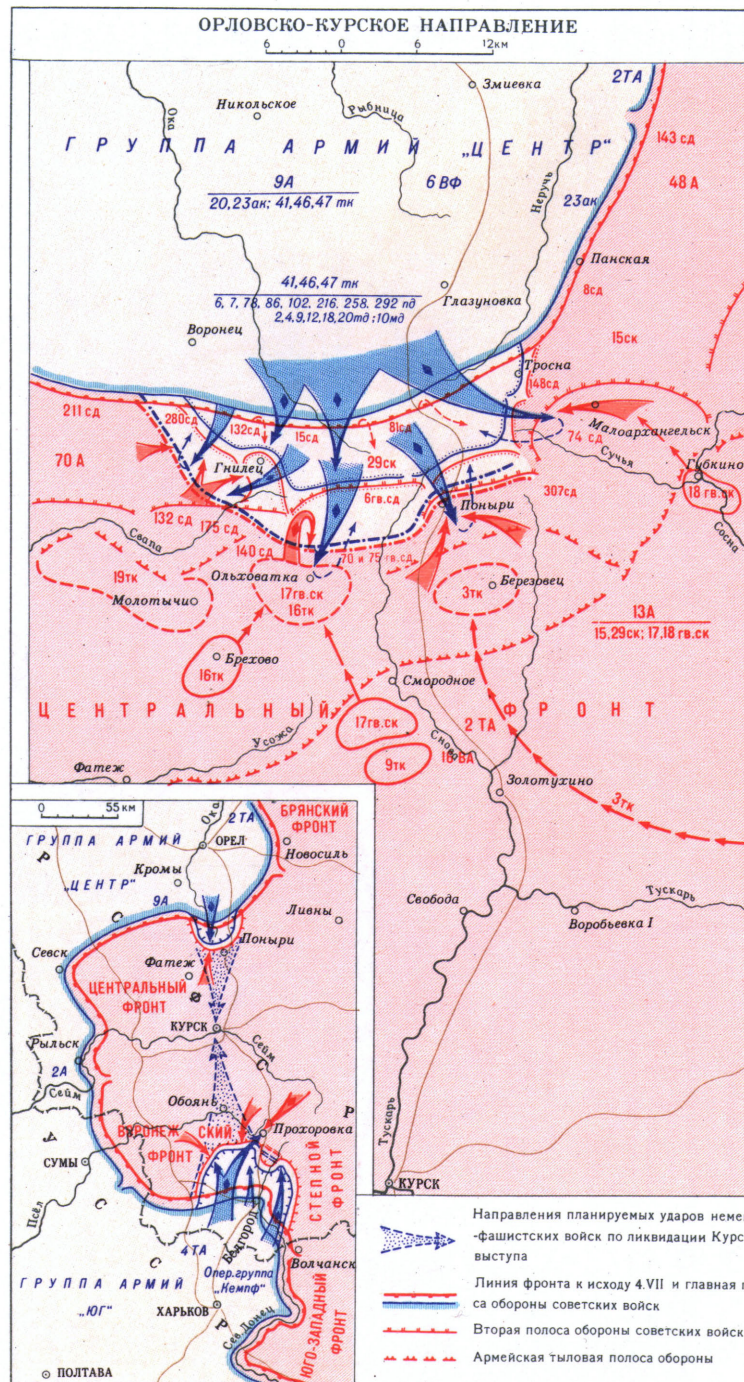 ОРЛОВСКО-КУРСКОЕ НАПРАВЛЕНИЕ
6 0 6 12км
Змиевка
2ТА
Никольское
Ока
Рыбница
ГРУППА АРМИЙ „ЦЕНТР"
143 сд
48 А
9А
20,23ак; 41,46,47 тк
6 ВФ
Неручь
23ак
Панская
41,46,47 тк
6, 7, 78, 86, 102, 216, 258, 292 пд
2,4,9,12,18,20тд; 10мд
Глазуновка
8сд
Воронец
15ск
Тросна
148сд
211 сд
280сд
132сд
15сд
81сд
Малоархангельск
74 сд
70 А
Гнилец
29ск
Сучья
Губкино
6гв.сд
18 гв.ск
307сд
Поныри
132 сд
175 сд
Свапа
Сосна
140 сд
70 и 75 гв.сд
19тк
Ольховатка
17гв.ск
16тк
3тк
Березовец
Молотычи
13А
15,29ск; 17,18 гв.ск
Брехово
16тк
Смородное
ЦЕНТРАЛЬНЫЙ ФРОНТ
17гв.ск
2 ТА
Усожа
Снова
9тк
16 ВА
Фатеж
Золотухино
3тк
Свобода
Тускарь
Воробьевка I
Тускарь
КУРСК
0 55км
ГРУППА АРМИЙ
„ЦЕНТР"
2ТА
Ока
БРЯНСКИЙ
ФРОНТ
ОРЕЛ
Новосиль
Кромы
9А
Ливны
Севск
Поныри
Фатеж
ЦЕНТРАЛЬНЫЙ
ФРОНТ
Р
С
Ф
С
Р
КУРСК
Сейм
Рыльск
2А
Сейм
Обоянь
ВОРОНЕЖСКИЙ
ФРОНТ
Прохоровка
СТЕПНОЙ
ФРОНТ
У
С
С
Р
СУМЫ
Псёл
4ТА
Белгород
Опер.группа
„Кемпф"
Волчанск
ГРУППА АРМИЙ
„ЮГ"
ХАРЬКОВ
Сев.Донец
ЮГО-ЗАПАДНЫЙ
ФРОНТ
ПОЛТАВА
Направления планируемых ударов неме
-фашистских войск по ликвидации Курс
выступа
Линия фронта к исходу 4.VII и главная п
са обороны советских войск
Вторая полоса обороны советских войск
Армейская тыловая полоса обороны